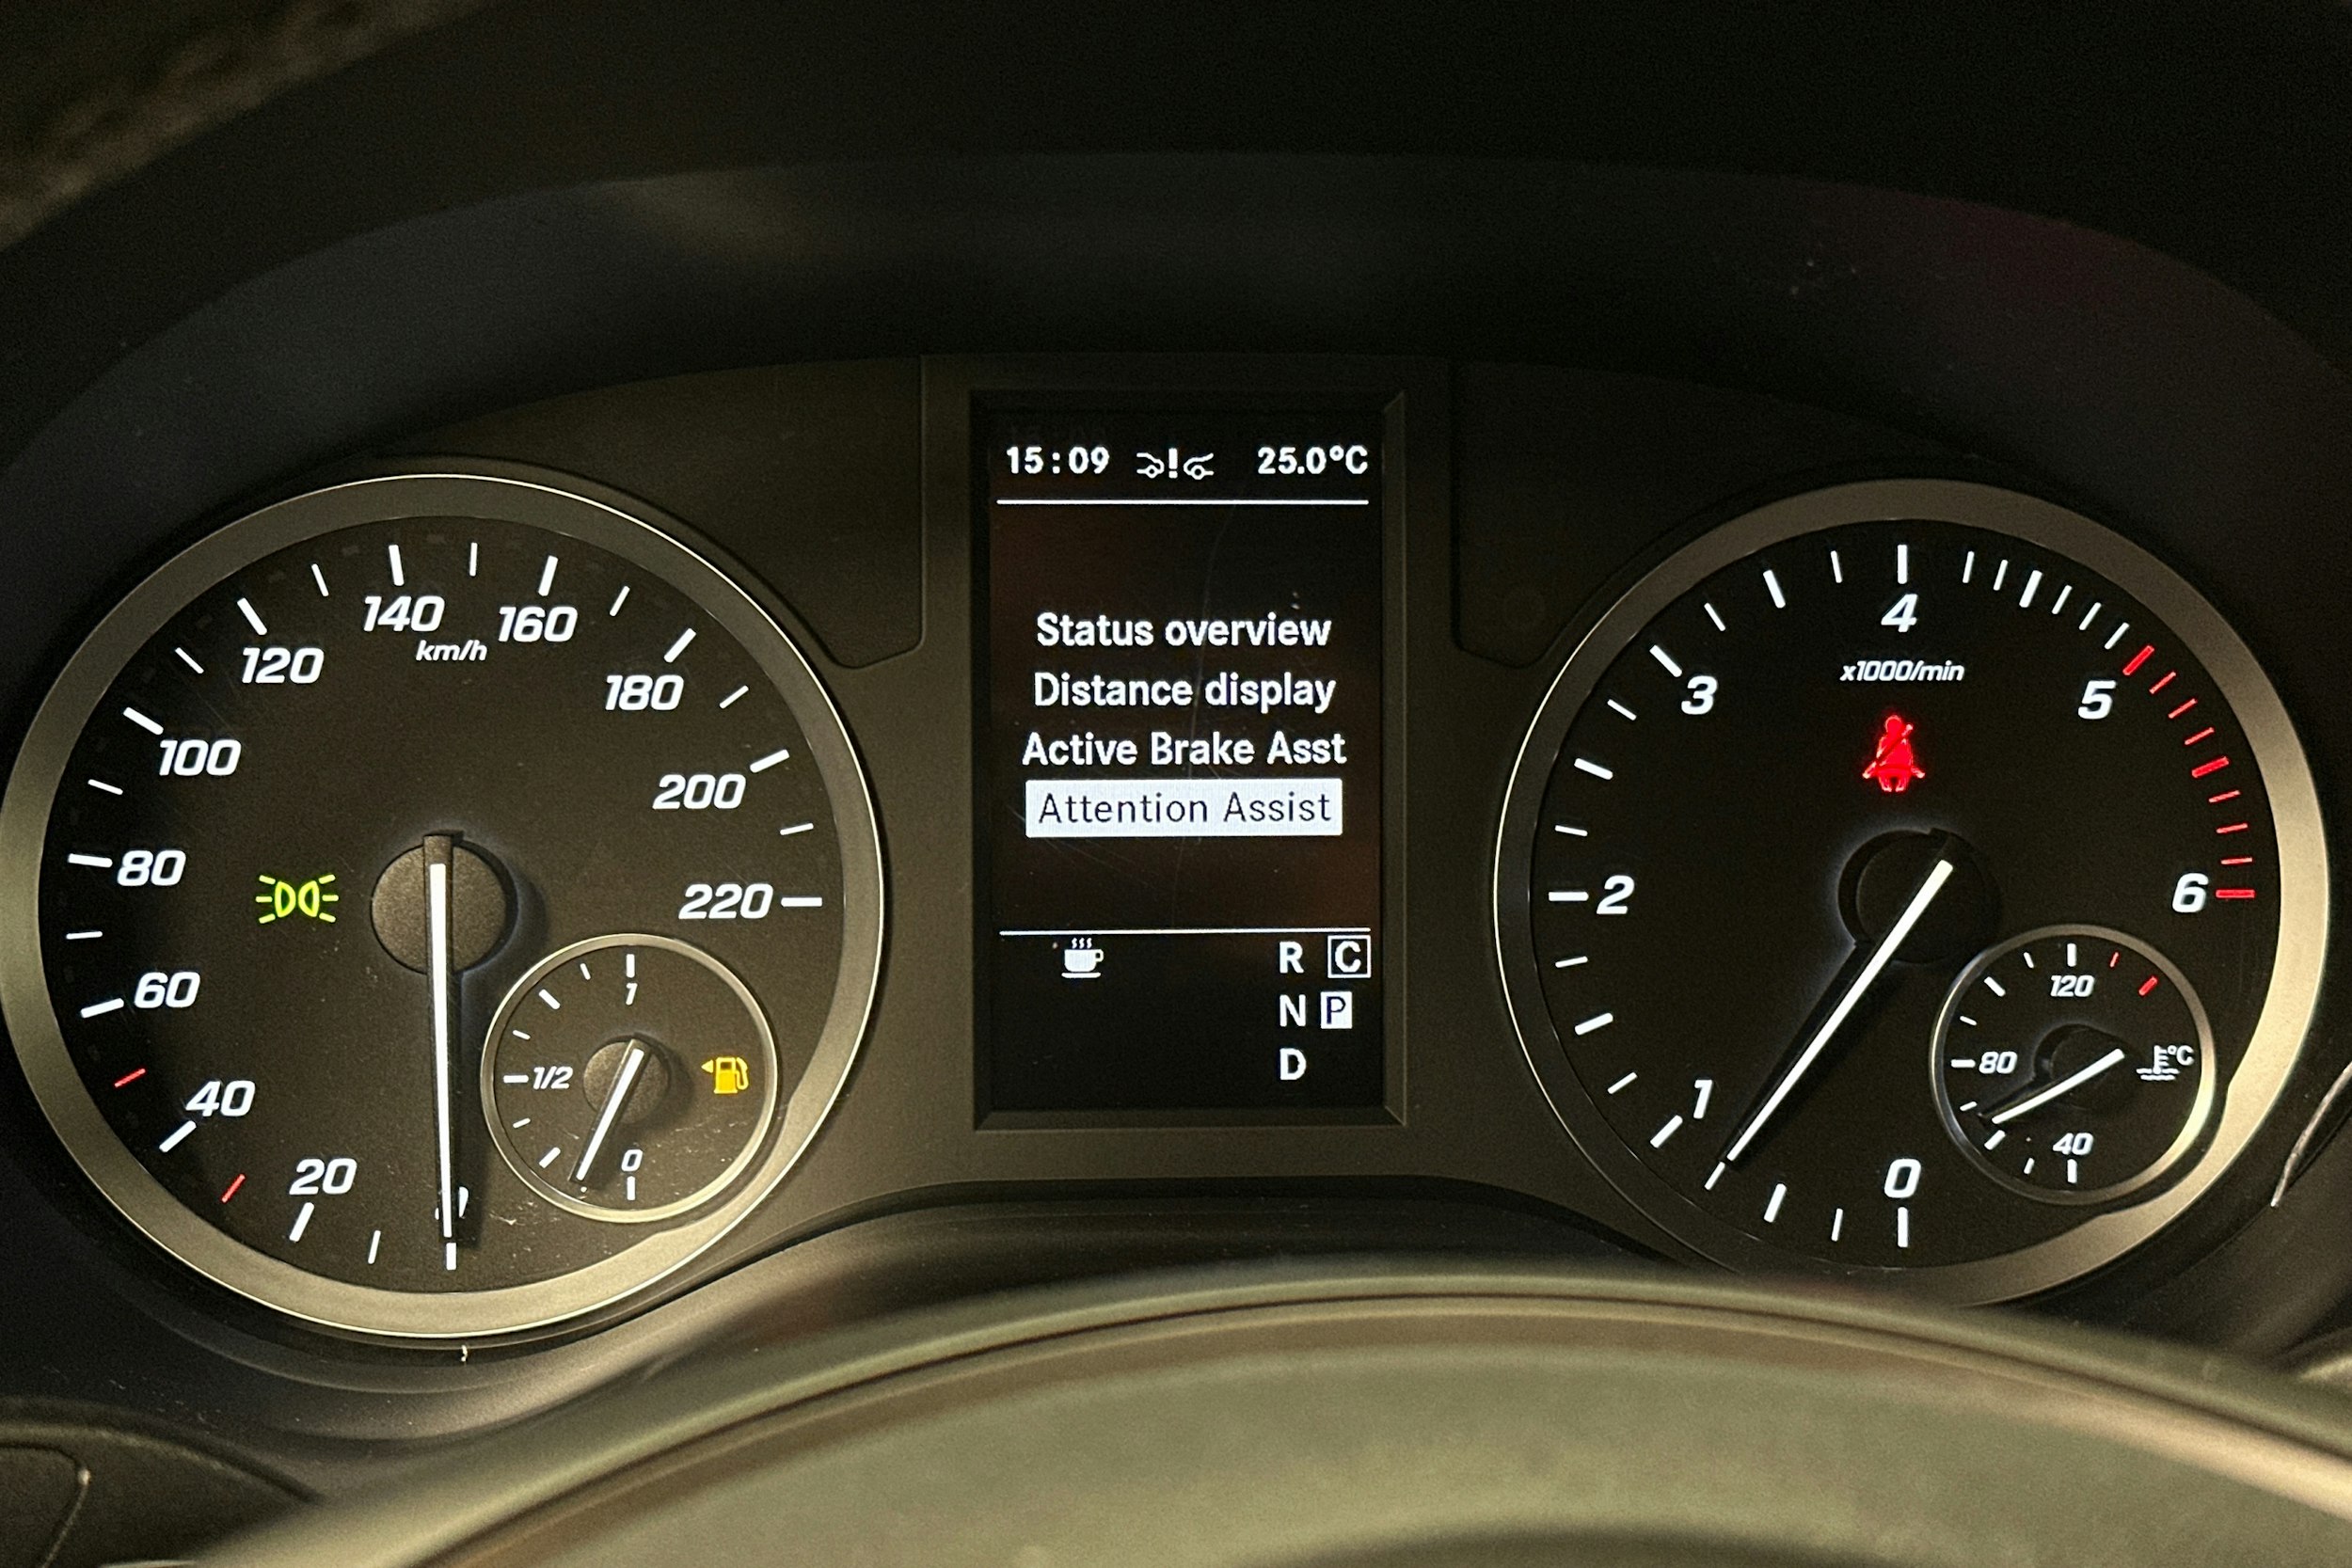 15:09 25.0°C
Status overview
Distance display
Active Brake Asst
Attention Assist
R C
N P
D
20
40
60
80
100
120
140
160
180
200
220
km/h
1
1/2
0
0
1
2
3
4
5
6
x1000/min
120
80
40
°C